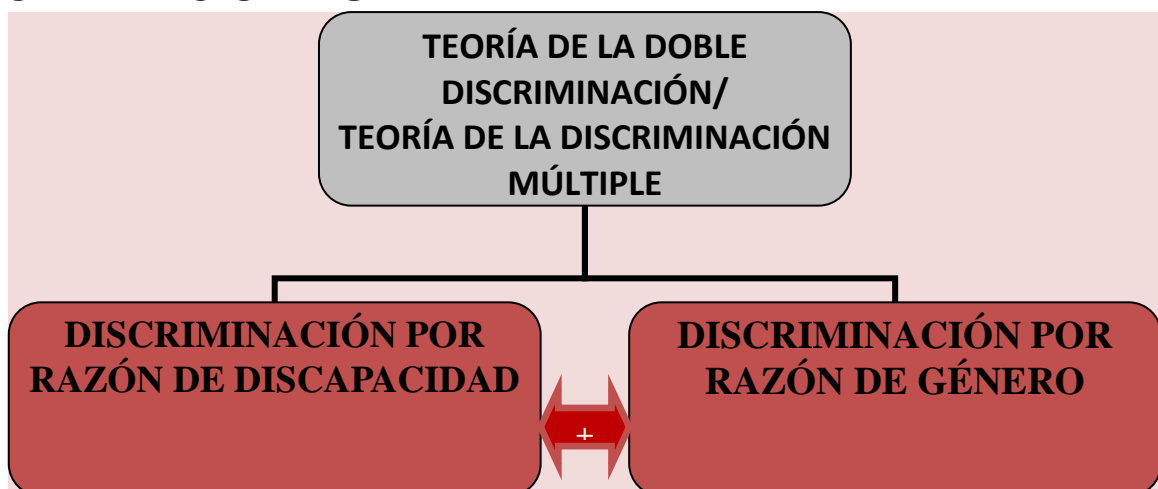 TEORÍA DE LA DOBLE
DISCRIMINACIÓN/
TEORÍA DE LA DISCRIMINACIÓN
MÚLTIPLE
DISCRIMINACIÓN POR
RAZÓN DE DISCAPACIDAD
+
DISCRIMINACIÓN POR
RAZÓN DE GÉNERO